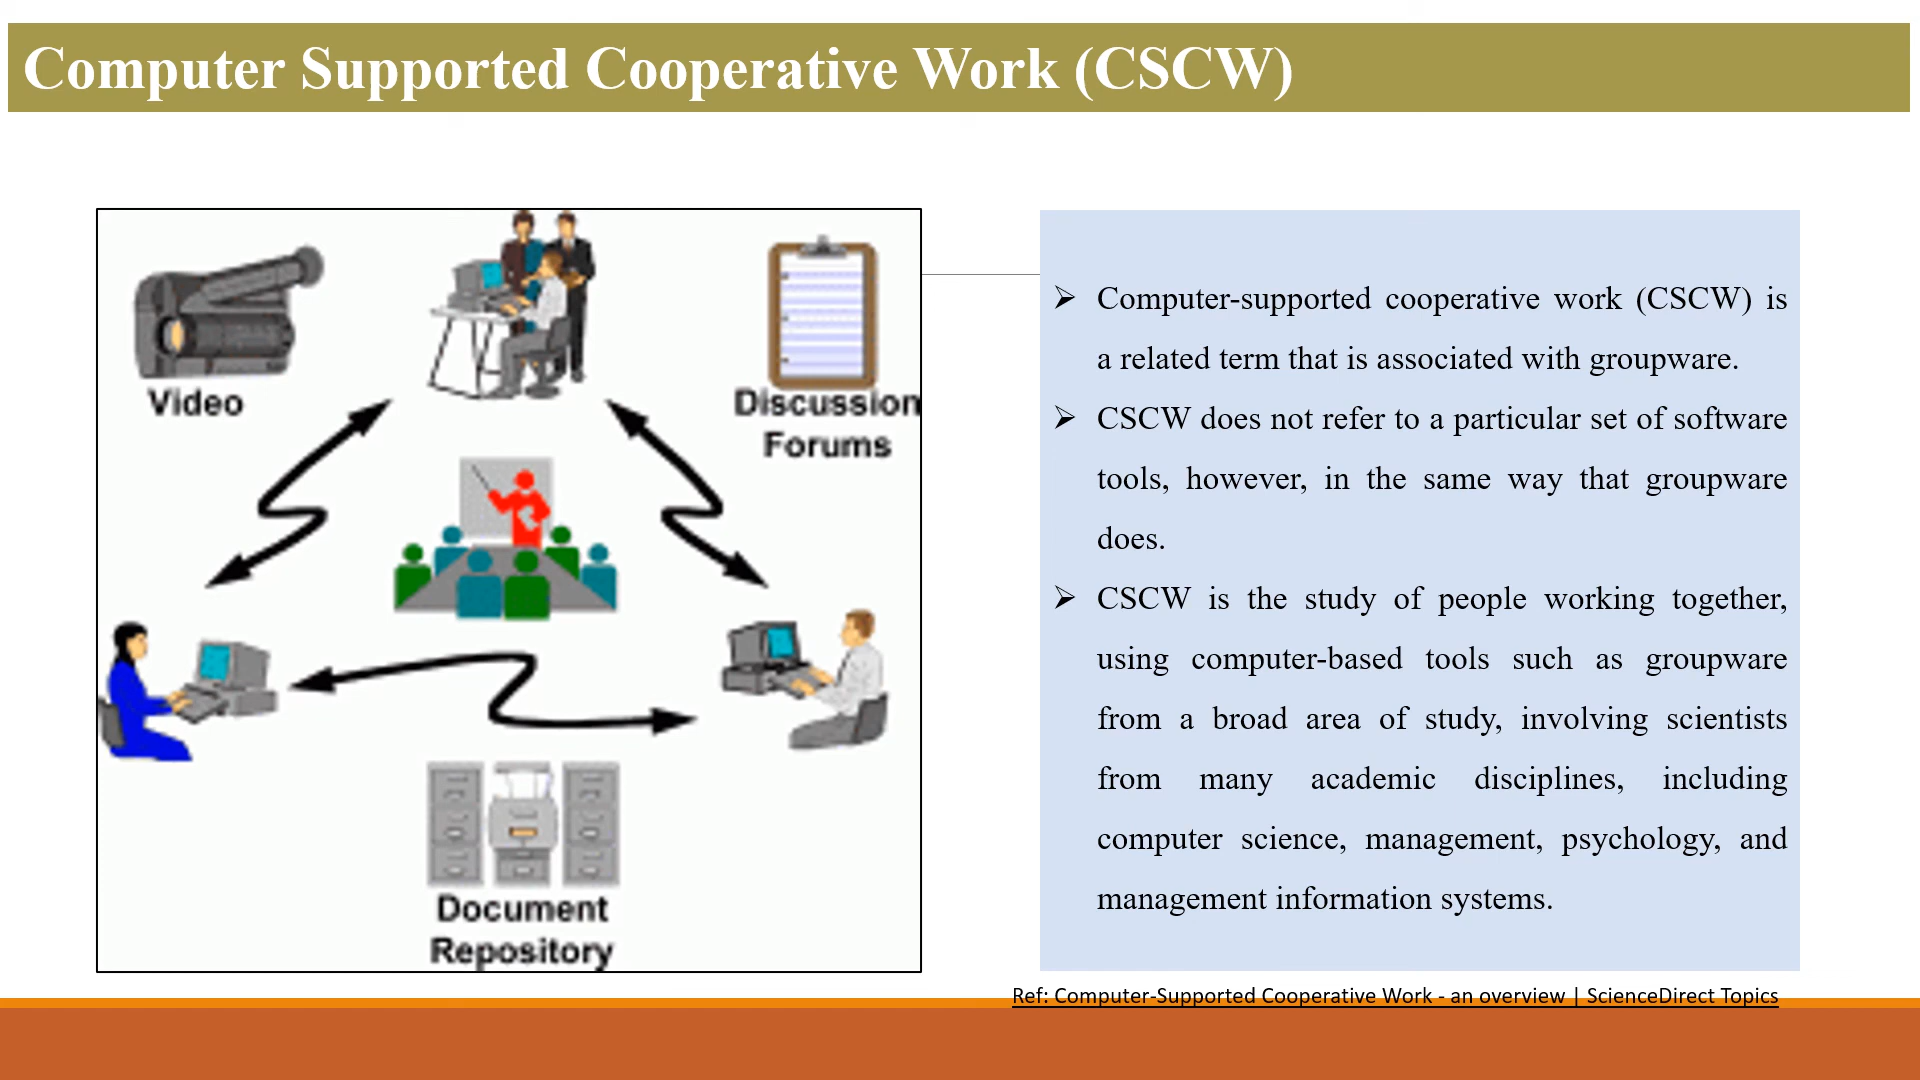 Computer Supported Cooperative Work (CSCW)
Video
Discussion
Forums
Document
Repository
➢ Computer-supported cooperative work (CSCW) is
a related term that is associated with groupware.
➢ CSCW does not refer to a particular set of software
tools, however, in the same way that groupware
does.
➢ CSCW is the study of people working together,
using computer-based tools such as groupware
from a broad area of study, involving scientists
from many academic disciplines, including
computer science, management, psychology, and
management information systems.
Ref: Computer-Supported Cooperative Work - an overview | ScienceDirect Topics